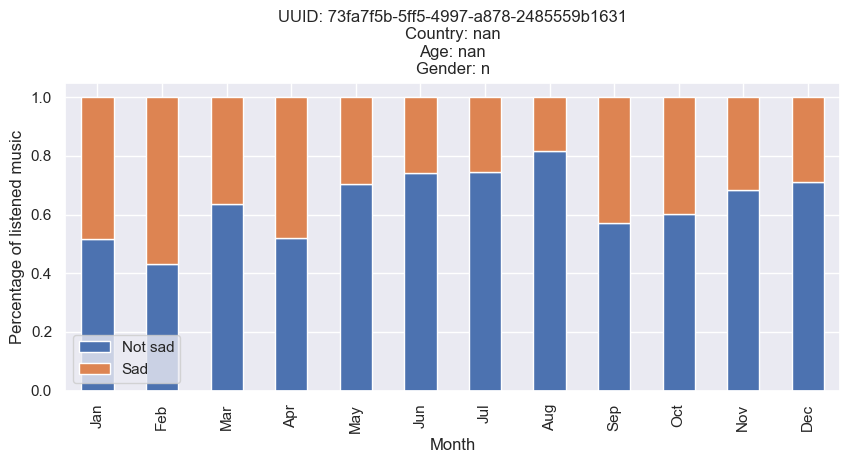 UUID: 73fa7f5b-5ff5-4997-a878-2485559b1631
Country: nan
Age: nan
Gender: n
Percentage of listened music
1.0
0.8
0.6
0.4
0.2
0.0
Not sad
Sad
Jan Feb Mar Apr May Jun Jul Aug Sep Oct Nov Dec
Month